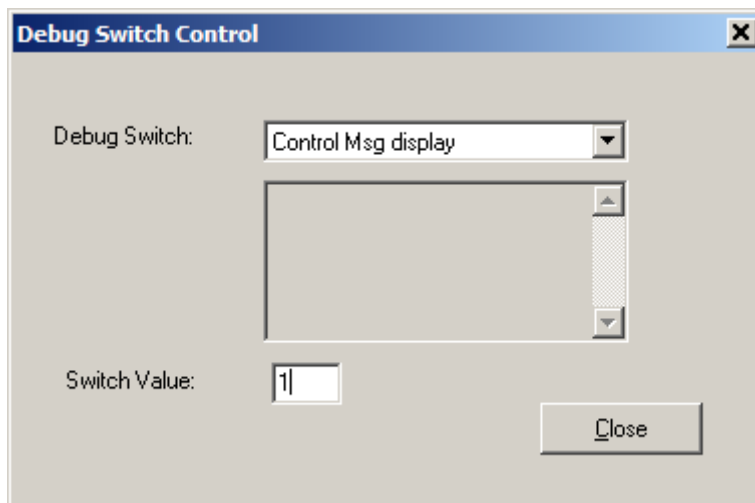 Debug Switch Control
Debug Switch:
Control Msg display
Switch Value:
1
Close